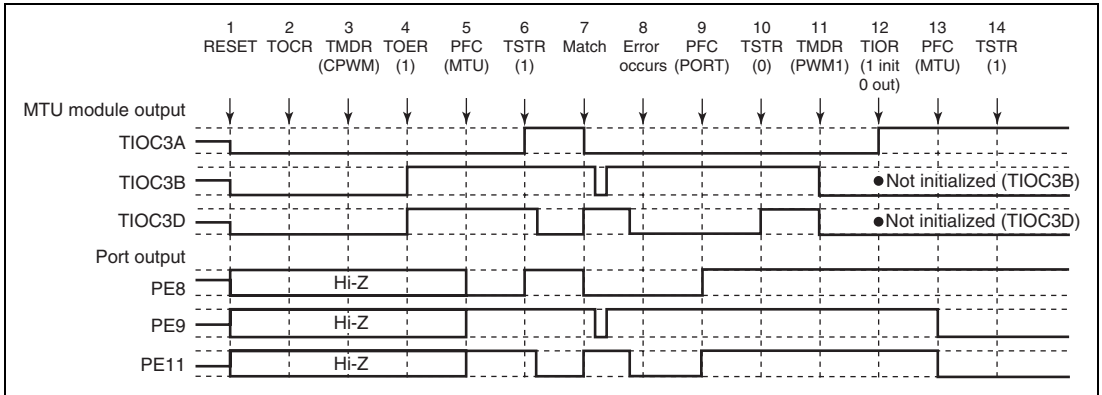 1 2 3 4 5 6 7 8 9 10 11 12 13 14
RESET TOCR TMDR TOER PFC TSTR Match Error PFC TSTR TMDR TIOR PFC TSTR
(CPWM) (1) (MTU) (1) occurs (PORT) (0) (PWM1) (1 init (MTU) (1)
0 out)
MTU module output
TIOC3A
TIOC3B
Not initialized (TIOC3B)
TIOC3D
Not initialized (TIOC3D)
Port output
PE8
Hi-Z
PE9
Hi-Z
PE11
Hi-Z